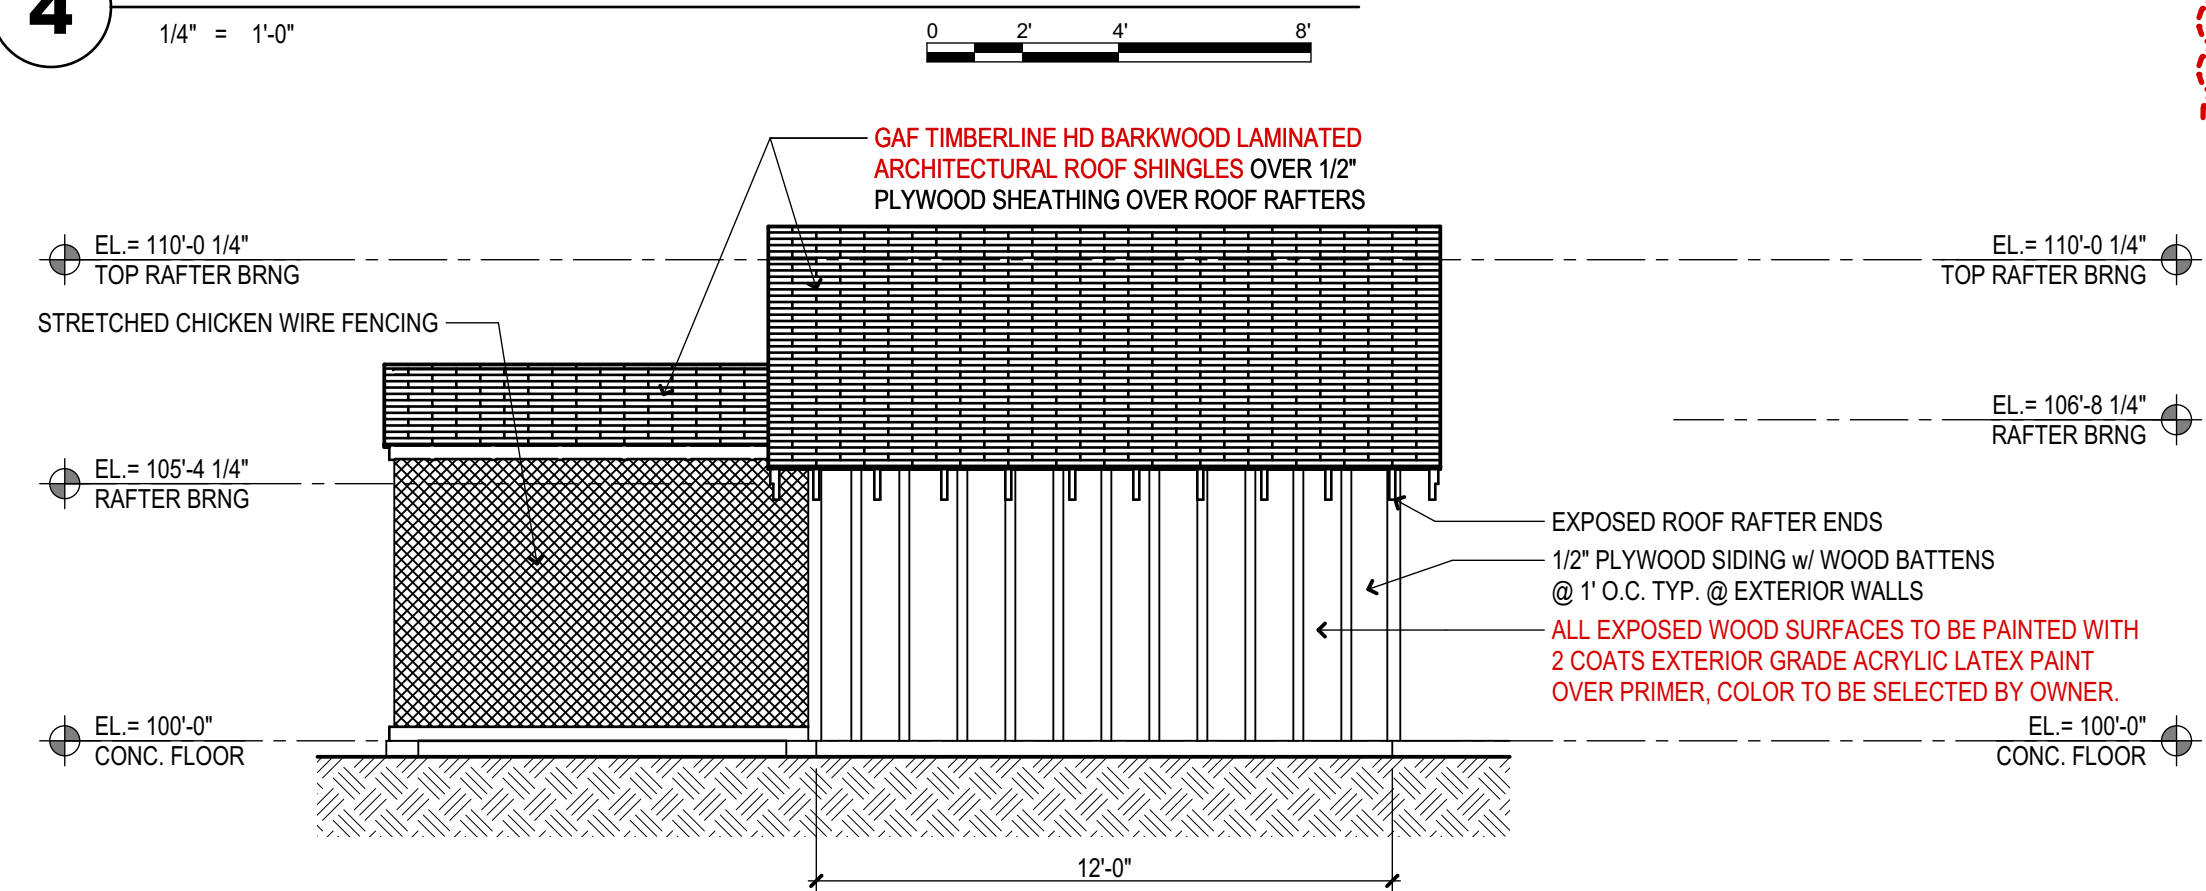 4
1/4" = 1'-0"
0 2' 4' 8'
GAF TIMBERLINE HD BARKWOOD LAMINATED
ARCHITECTURAL ROOF SHINGLES OVER 1/2"
PLYWOOD SHEATHING OVER ROOF RAFTERS
EL.= 110'-0 1/4"
TOP RAFTER BRNG
EL.= 110'-0 1/4"
TOP RAFTER BRNG
STRETCHED CHICKEN WIRE FENCING
EL.= 106'-8 1/4"
RAFTER BRNG
EL.= 105'-4 1/4"
RAFTER BRNG
EXPOSED ROOF RAFTER ENDS
1/2" PLYWOOD SIDING w/ WOOD BATTENS
@ 1' O.C. TYP. @ EXTERIOR WALLS
ALL EXPOSED WOOD SURFACES TO BE PAINTED WITH
2 COATS EXTERIOR GRADE ACRYLIC LATEX PAINT
OVER PRIMER, COLOR TO BE SELECTED BY OWNER.
EL.= 100'-0"
CONC. FLOOR
EL.= 100'-0"
CONC. FLOOR
12'-0"